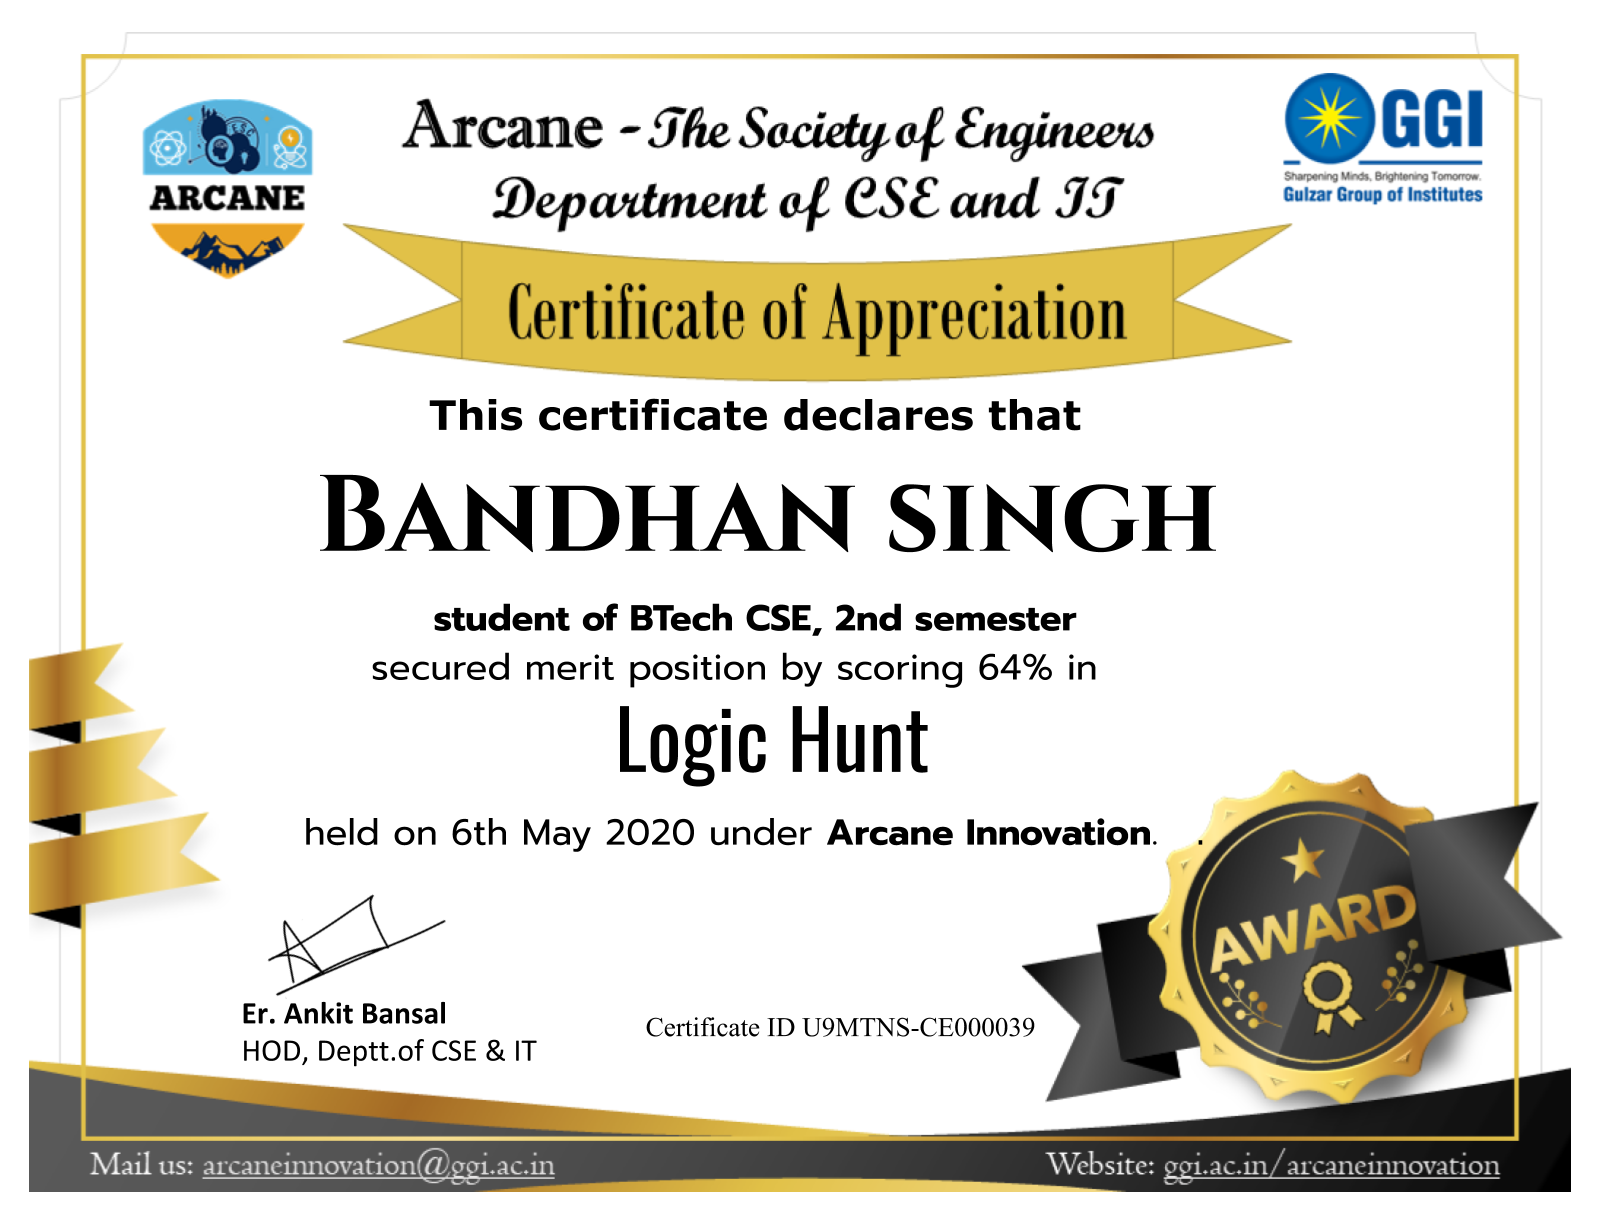 Arcane - The Society of Engineers
Department of CSE and IT
ESC
ARCANE
GGI
Sharpening Minds, Brightening Tomorrow.
Gulzar Group of Institutes
Certificate of Appreciation
This certificate declares that
BANDHAN SINGH
student of BTech CSE, 2nd semester
secured merit position by scoring 64% in
Logic Hunt
held on 6th May 2020 under Arcane Innovation. .
AWARD
Er. Ankit Bansal
HOD, Deptt.of CSE & IT
Certificate ID U9MTNS-CE000039
Mail us: arcaneinnovation@ggi.ac.in
Website: ggi.ac.in/arcaneinnovation